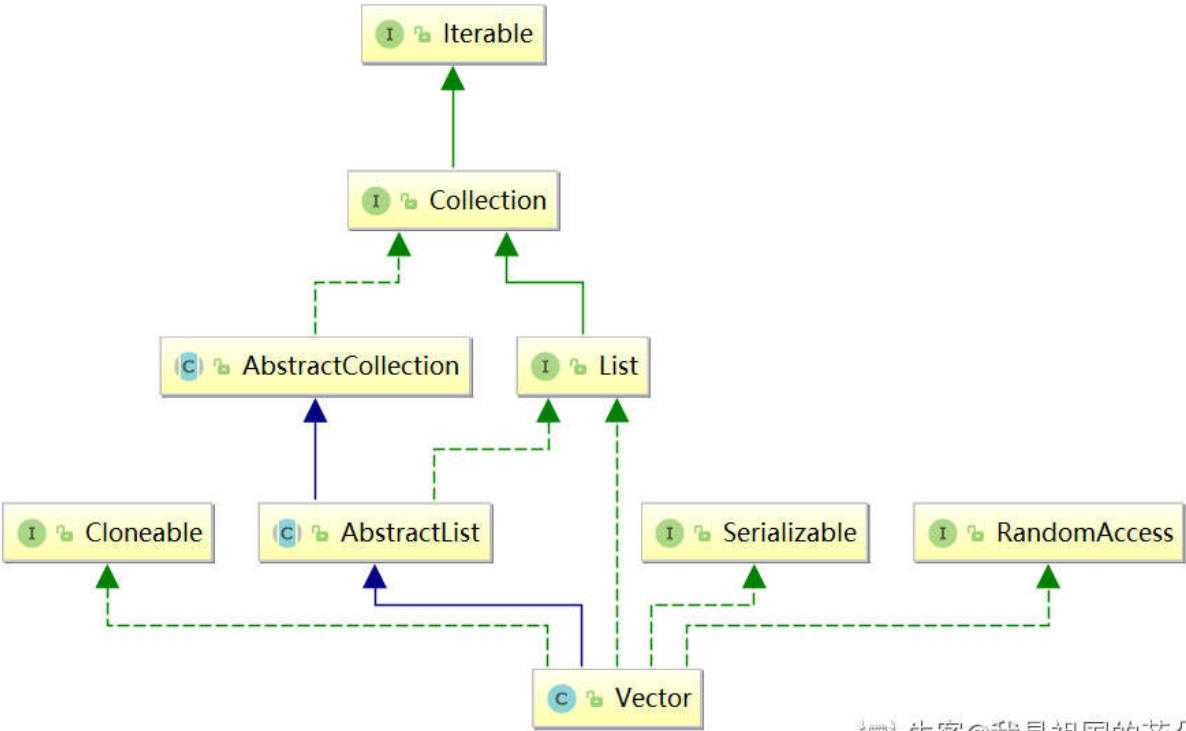 I Iterable
I Collection
C AbstractCollection
I List
I Cloneable
C AbstractList
I Serializable
I RandomAccess
C Vector